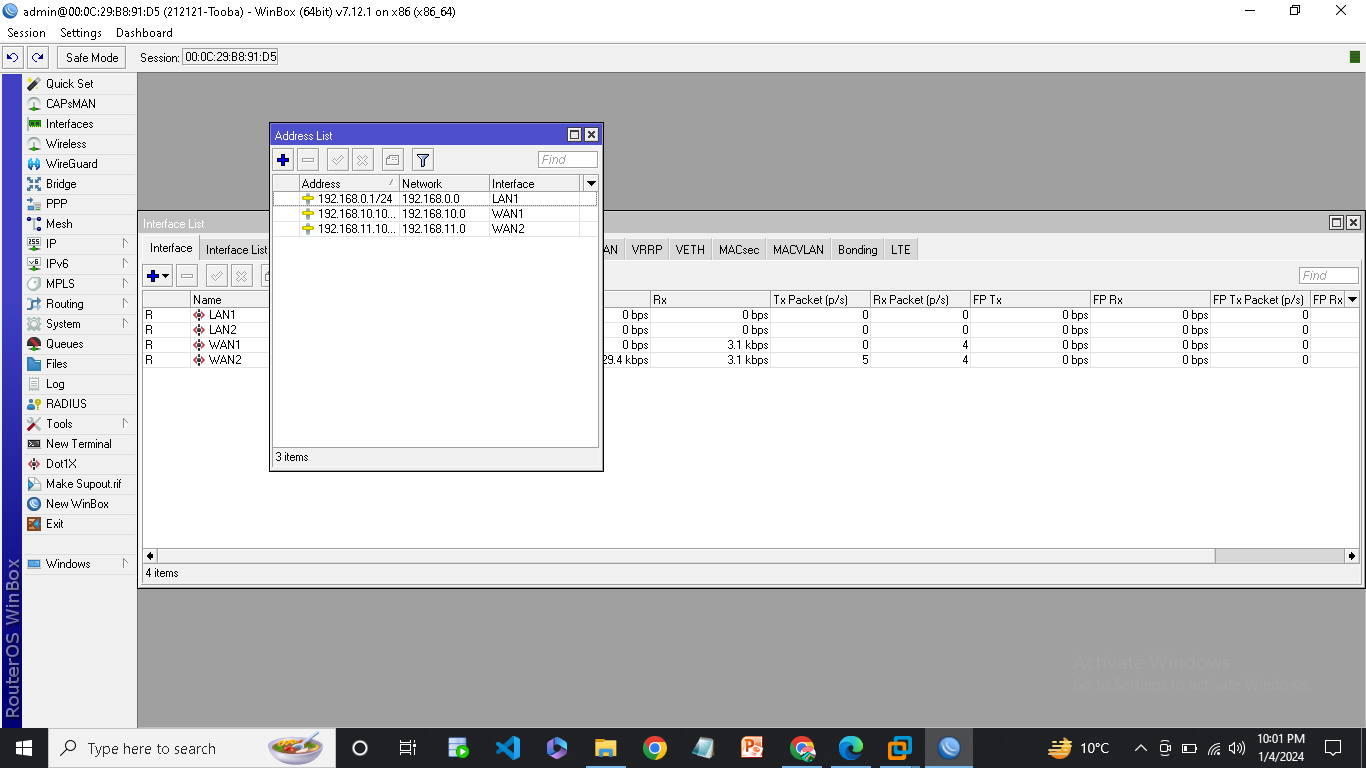 admin@00:0C:29:B8:91:D5 (212121-Tooba) - WinBox (64bit) v7.12.1 on x86 (x86_64)
Session Settings Dashboard
Safe Mode Session: 00:0C:29:B8:91:D5
Quick Set
CAPsMAN
Interfaces
Wireless
WireGuard
Bridge
PPP
Mesh
IP
IPv6
MPLS
Routing
System
Queues
Files
Log
RADIUS
Tools
New Terminal
Dot1X
Make Supout.rif
New WinBox
Exit
Windows
RouterOS WinBox
Address List
Find
Address Network Interface
192.168.0.1/24 192.168.0.0 LAN1
192.168.10.10... 192.168.10.0 WAN1
192.168.11.10... 192.168.11.0 WAN2
3 items
Interface List
Interface Interface List AN VRRP VETH MACsec MACVLAN Bonding LTE
Find
Name Rx Tx Packet (p/s) Rx Packet (p/s) FP Tx FP Rx FP Tx Packet (p/s) FP Rx
R LAN1 0 bps 0 bps 0 0 0 bps 0 bps 0
R LAN2 0 bps 0 bps 0 0 0 bps 0 bps 0
R WAN1 0 bps 3.1 kbps 0 4 0 bps 0 bps 0
R WAN2 29.4 kbps 3.1 kbps 5 4 0 bps 0 bps 0
4 items
Activate Windows
Go to Settings to activate Windows.
Type here to search
10°C
10:01 PM
1/4/2024